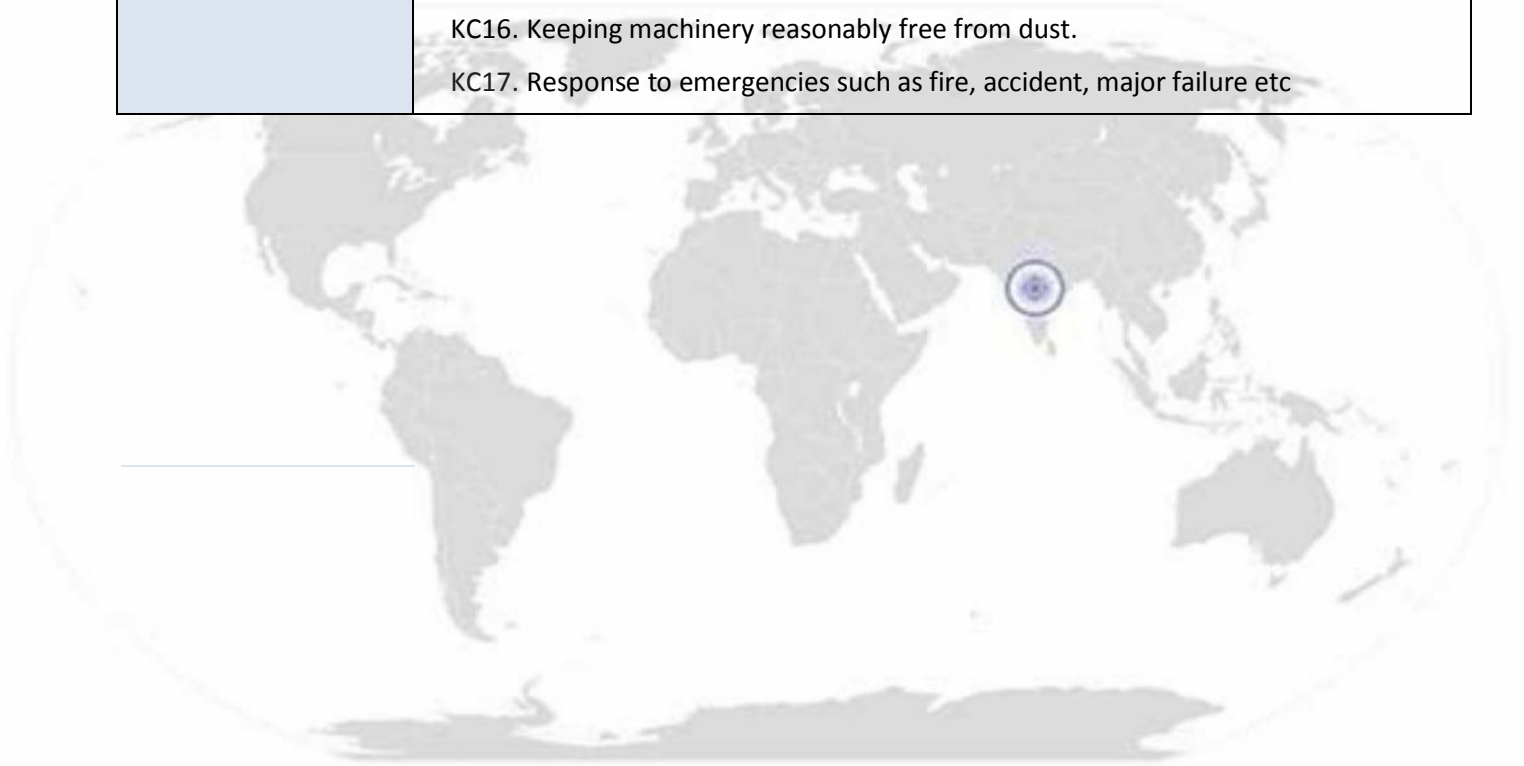 KC16. Keeping machinery reasonably free from dust.
KC17. Response to emergencies such as fire, accident, major failure etc